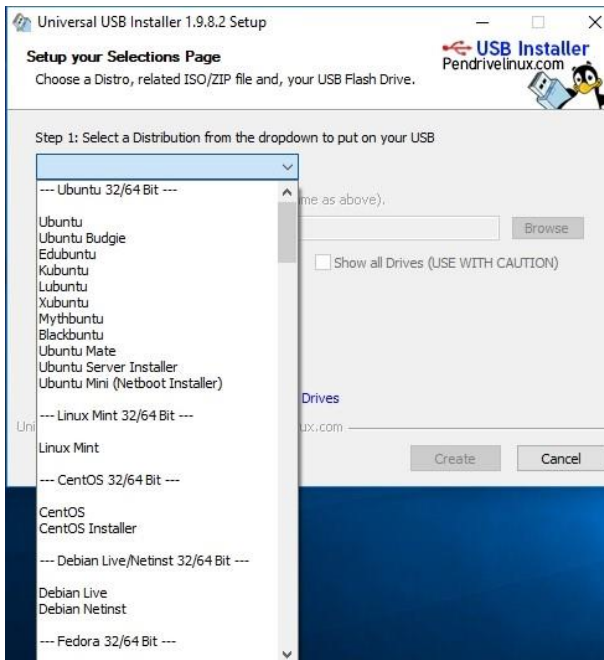 Universal USB Installer 1.9.8.2 Setup
Setup your Selections Page
Choose a Distro, related ISO/ZIP file and, your USB Flash Drive.
USB Installer
Pendrivelinux.com
Step 1: Select a Distribution from the dropdown to put on your USB
--- Ubuntu 32/64 Bit ---
Ubuntu
Ubuntu Budgie
Edubuntu
Kubuntu
Lubuntu
Xubuntu
Mythbuntu
Blackbuntu
Ubuntu Mate
Ubuntu Server Installer
Ubuntu Mini (Netboot Installer)
--- Linux Mint 32/64 Bit ---
Linux Mint
--- CentOS 32/64 Bit ---
CentOS
CentOS Installer
--- Debian Live/Netinst 32/64 Bit ---
Debian Live
Debian Netinst
--- Fedora 32/64 Bit ---
me as above).
Browse
Show all Drives (USE WITH CAUTION)
Drives
Uni
ux.com
Create
Cancel